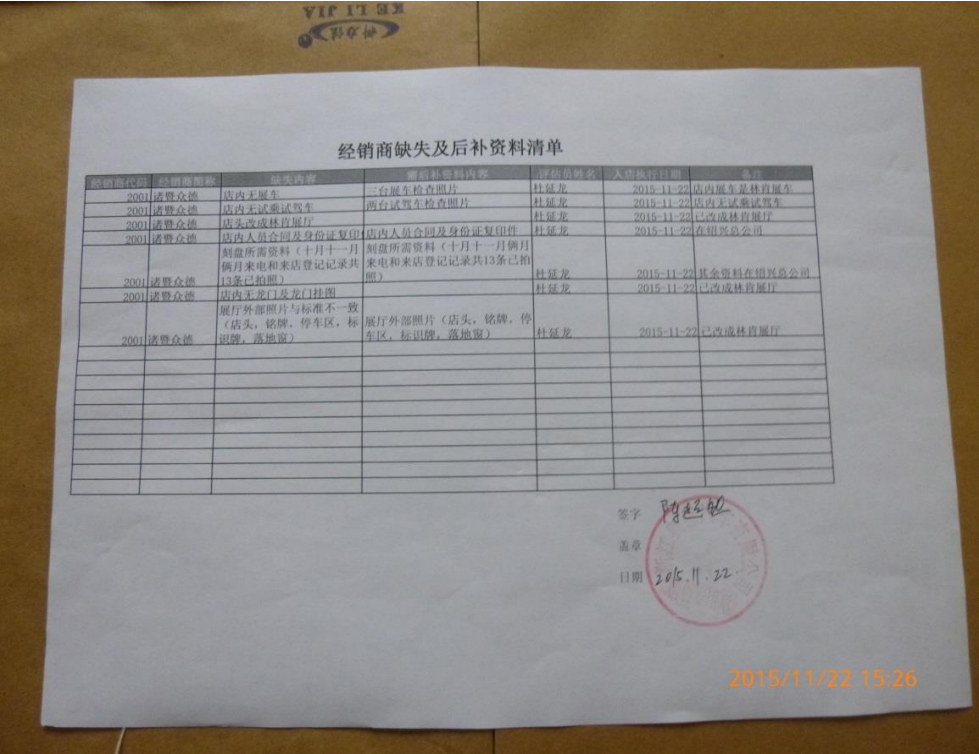 KE LI JIA
科力佳
经销商缺失及后补资料清单
经销商代码 经销商简称 缺失内容 需后补资料内容 评估员姓名 入店执行日期 备注
2001 诸暨众德 店内无展车 三台展车检查照片 杜延龙 2015-11-22 店内展车是林肯展车
2001 诸暨众德 店内无试乘试驾车 两台试驾车检查照片 杜延龙 2015-11-22 店内无试乘试驾车
2001 诸暨众德 店头改成林肯展厅 杜延龙 2015-11-22 已改成林肯展厅
2001 诸暨众德 店内人员合同及身份证复印 店内人员合同及身份证复印件 杜延龙 2015-11-22 在绍兴总公司
2001 诸暨众德 刻盘所需资料（十月十一月俩月来电和来店登记记录共13条已拍照） 刻盘所需资料（十月十一月俩月来电和来店登记记录共13条已拍照） 杜延龙 2015-11-22 其余资料在绍兴总公司
2001 诸暨众德 店内无龙门及龙门挂图 杜延龙 2015-11-22 已改成林肯展厅
2001 诸暨众德 展厅外部照片与标准不一致（店头，铭牌，停车区，标识牌，落地窗） 展厅外部照片（店头，铭牌，停车区，标识牌，落地窗） 杜延龙 2015-11-22 已改成林肯展厅
签字
盖章
日期 2015.11.22
2015/11/22 15:26